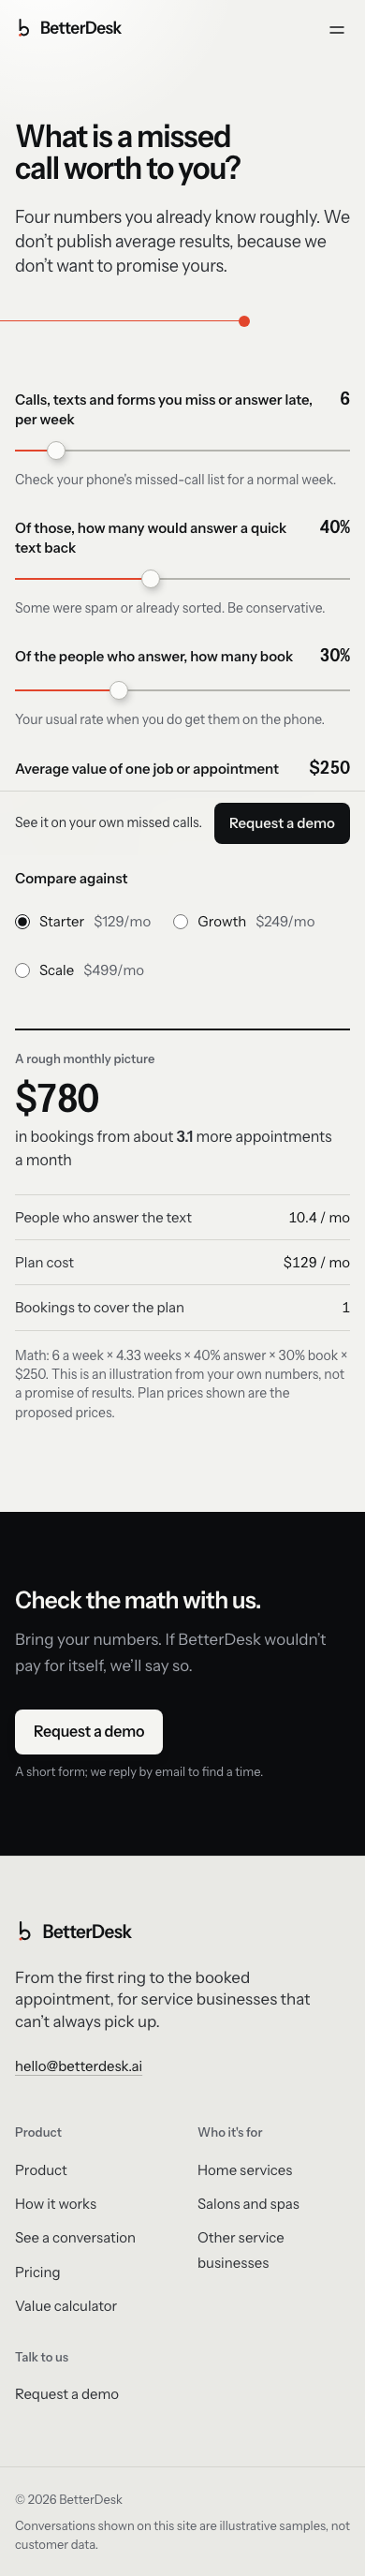 BetterDesk
What is a missed
call worth to you?
Four numbers you already know roughly. We
don’t publish average results, because we
don’t want to promise yours.
Calls, texts and forms you miss or answer late,
per week
6
Check your phone’s missed-call list for a normal week.
Of those, how many would answer a quick
text back
40%
Some were spam or already sorted. Be conservative.
Of the people who answer, how many book
30%
Your usual rate when you do get them on the phone.
Average value of one job or appointment
$250
See it on your own missed calls.
Request a demo
Compare against
Starter $129/mo
Growth $249/mo
Scale $499/mo
A rough monthly picture
$780
in bookings from about 3.1 more appointments
a month
People who answer the text
10.4 / mo
Plan cost
$129 / mo
Bookings to cover the plan
1
Math: 6 a week × 4.33 weeks × 40% answer × 30% book ×
$250. This is an illustration from your own numbers, not
a promise of results. Plan prices shown are the
proposed prices.
Check the math with us.
Bring your numbers. If BetterDesk wouldn’t
pay for itself, we’ll say so.
Request a demo
A short form; we reply by email to find a time.
BetterDesk
From the first ring to the booked
appointment, for service businesses that
can’t always pick up.
hello@betterdesk.ai
Product
Product
How it works
See a conversation
Pricing
Value calculator
Who it’s for
Home services
Salons and spas
Other service
businesses
Talk to us
Request a demo
© 2026 BetterDesk
Conversations shown on this site are illustrative samples, not
customer data.